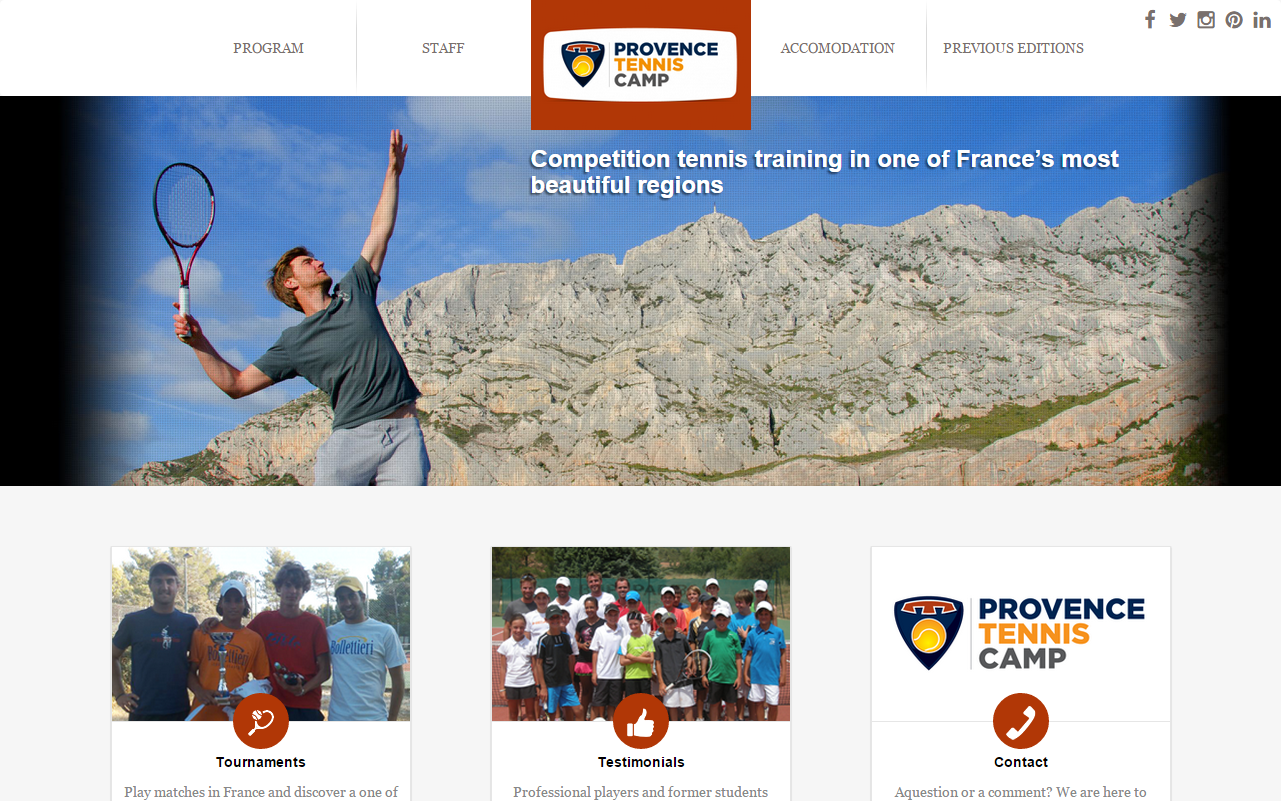 PROGRAM
STAFF
PROVENCE
TENNIS
CAMP
ACCOMODATION
PREVIOUS EDITIONS
Competition tennis training in one of France’s most
beautiful regions
Bollettieri
Bollettieri
PROVENCE
TENNIS
CAMP
Tournaments
Testimonials
Contact
Play matches in France and discover a one of
Professional players and former students
Aquestion or a comment? We are here to